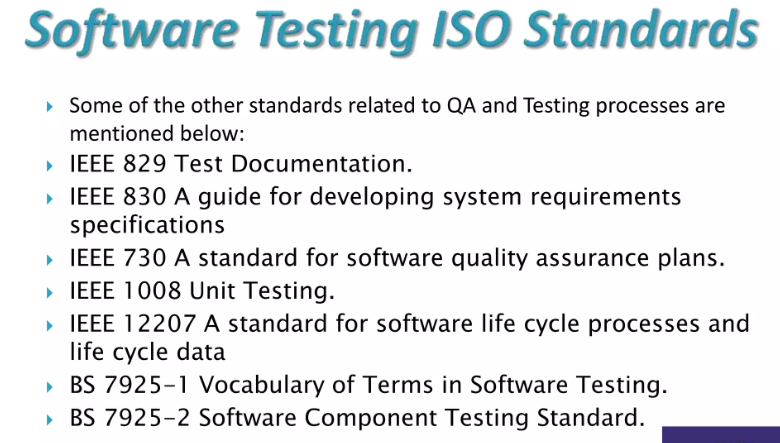 Software Testing ISO Standards
Some of the other standards related to QA and Testing processes are
mentioned below:
IEEE 829 Test Documentation.
IEEE 830 A guide for developing system requirements
specifications
IEEE 730 A standard for software quality assurance plans.
IEEE 1008 Unit Testing.
IEEE 12207 A standard for software life cycle processes and
life cycle data
BS 7925-1 Vocabulary of Terms in Software Testing.
BS 7925-2 Software Component Testing Standard.